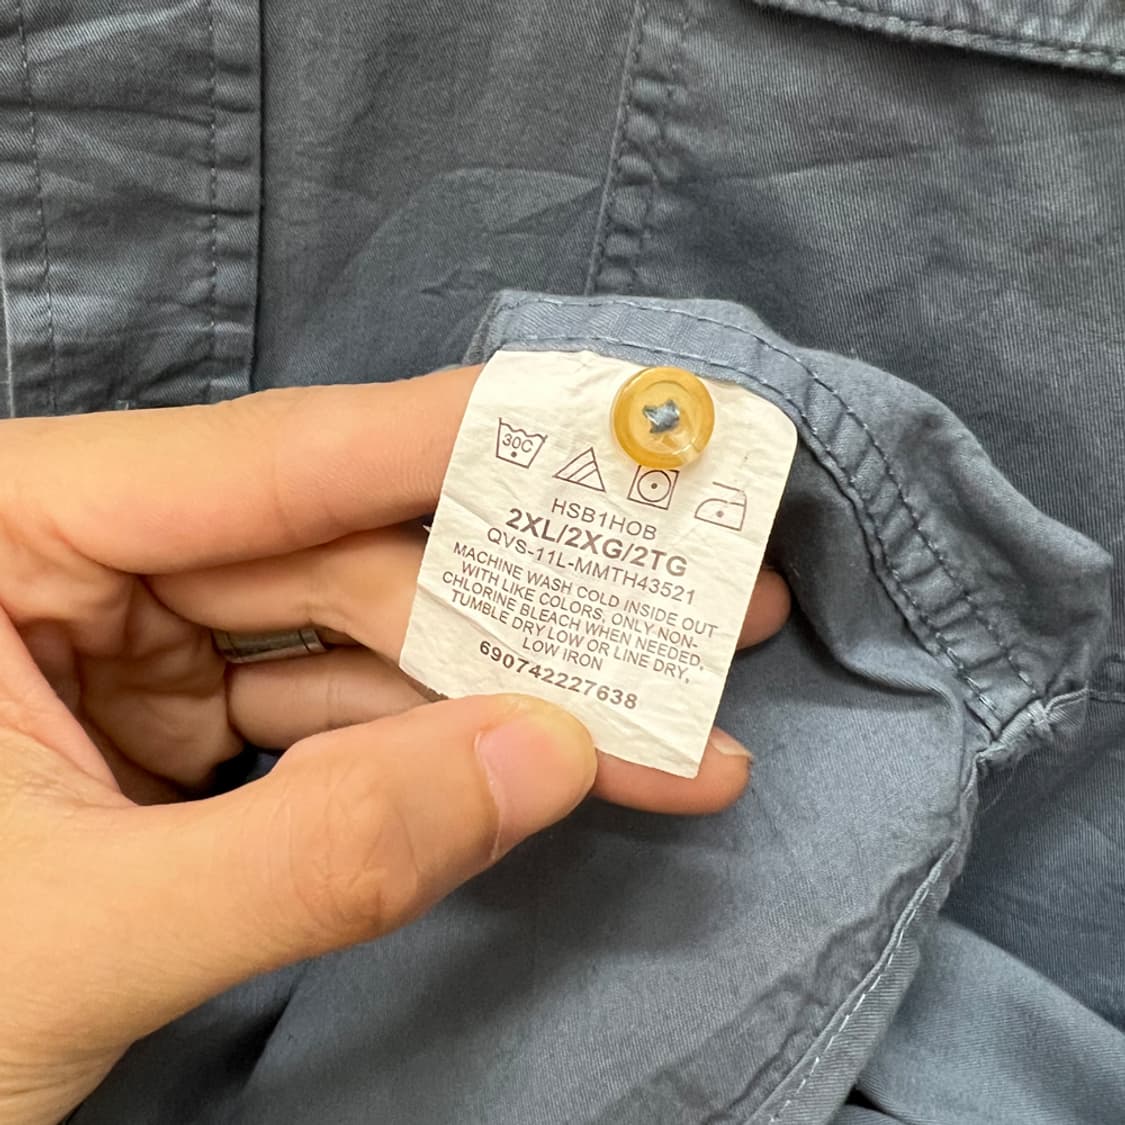 30C
HSB1HOB
2XL/2XG/2TG
QVS-11L-MMTH43521
MACHINE WASH COLD INSIDE OUT
WITH LIKE COLORS, ONLY NON-
CHLORINE BLEACH WHEN NEEDED,
TUMBLE DRY LOW OR LINE DRY,
LOW IRON
690742227638